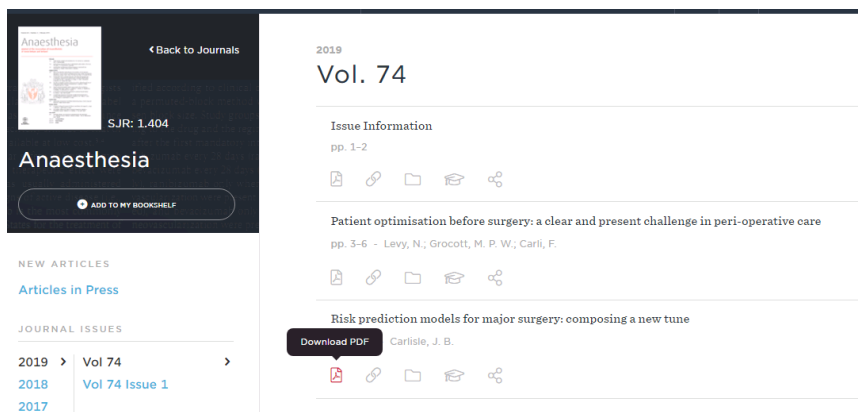 Anaesthesia
Back to Journals
SJR: 1.404
Anaesthesia
ADD TO MY BOOKSHELF
NEW ARTICLES
Articles in Press
JOURNAL ISSUES
2019
Vol 74
2018
Vol 74 Issue 1
2017
2019
Vol. 74
Issue Information
pp. 1–2
Patient optimisation before surgery: a clear and present challenge in peri-operative care
pp. 3–6 - Levy, N.; Grocott, M. P. W.; Carli, F.
Risk prediction models for major surgery: composing a new tune
Download PDF
Carlisle, J. B.